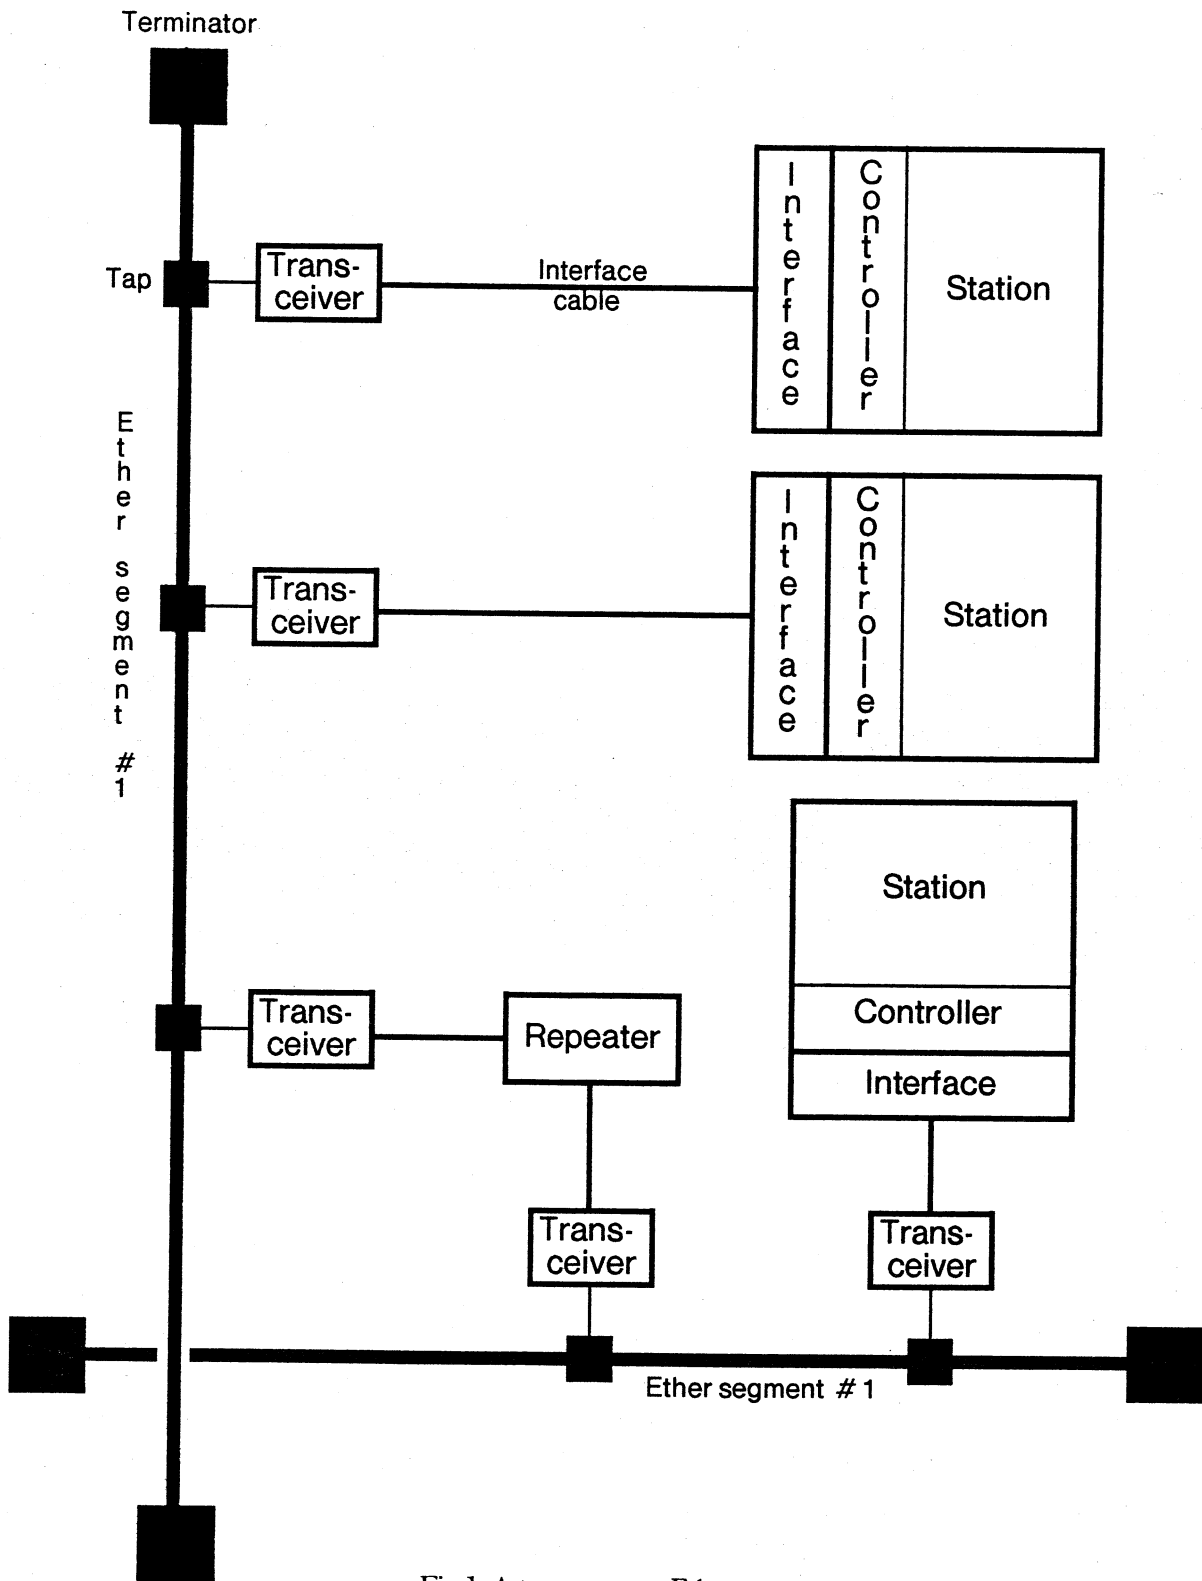 Terminator
Tap
Trans-
ceiver
Interface
cable
Interface
Controller
Station
Ether segment #1
Trans-
ceiver
Interface
Controller
Station
Station
Controller
Interface
Trans-
ceiver
Repeater
Trans-
ceiver
Trans-
ceiver
Ether segment # 1